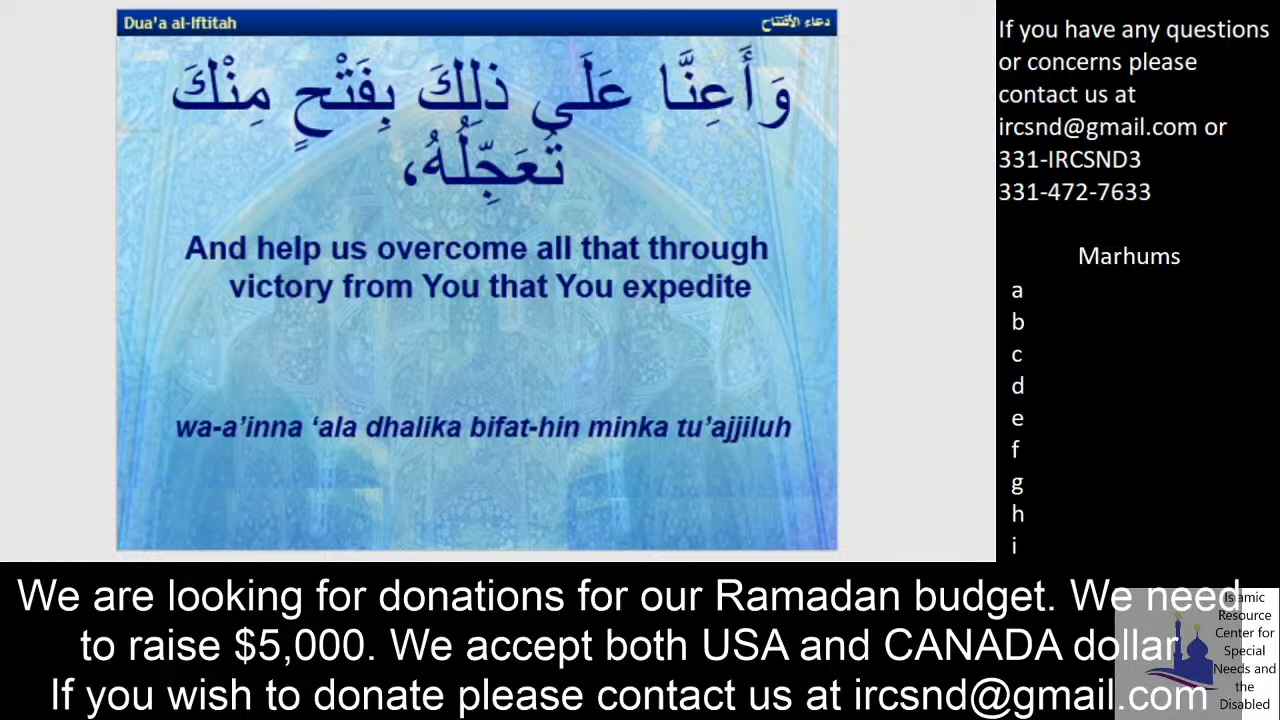 Dua'a al-Iftitah
دعاء الأفتتاح
وَأَعِنَّا عَلَي ذلِكَ بِفَتْحٍ مِنْكَ
تُعَجِّلُهُ،
And help us overcome all that through
victory from You that You expedite
wa-a'inna 'ala dhalika bifat-hin minka tu'ajjiluh
If you have any questions
or concerns please
contact us at
ircsnd@gmail.com or
331-IRCSND3
331-472-7633
Marhums
a
b
c
d
e
f
g
h
i
We are looking for donations for our Ramadan budget. We need
to raise $5,000. We accept both USA and CANADA dollar
If you wish to donate please contact us at ircsnd@gmail.com
Islamic
Resource
Center for
Special
Needs and
the
Disabled